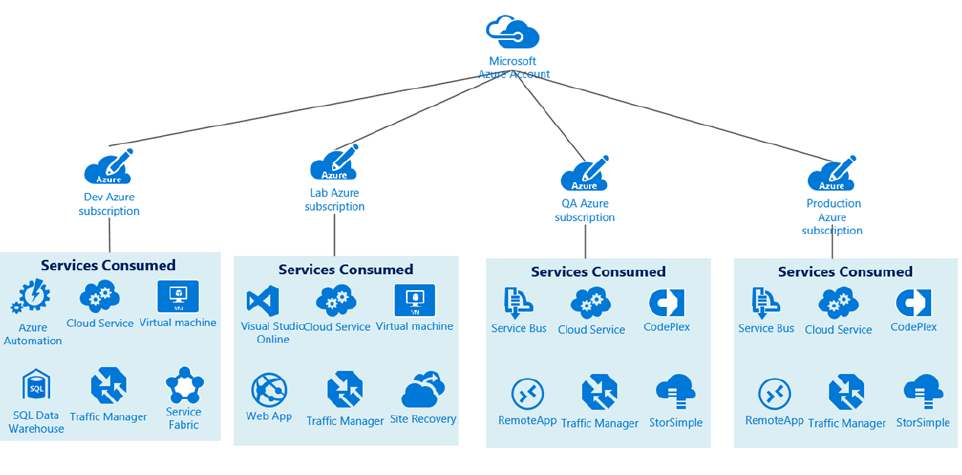 Microsoft
Azure Account
Azure
Dev Azure
subscription
Azure
Lab Azure
subscription
Azure
QA Azure
subscription
Azure
Production
Azure
subscription
Services Consumed
Azure
Automation
Cloud Service
VM
Virtual machine
SQL
SQL Data
Warehouse
Traffic Manager
Service
Fabric
Services Consumed
Visual Studio
Online
Cloud Service
VM
Virtual machine
Web App
Traffic Manager
Site Recovery
Services Consumed
Service Bus
Cloud Service
CodePlex
RemoteApp
Traffic Manager
StorSimple
Services Consumed
Service Bus
Cloud Service
CodePlex
RemoteApp
Traffic Manager
StorSimple